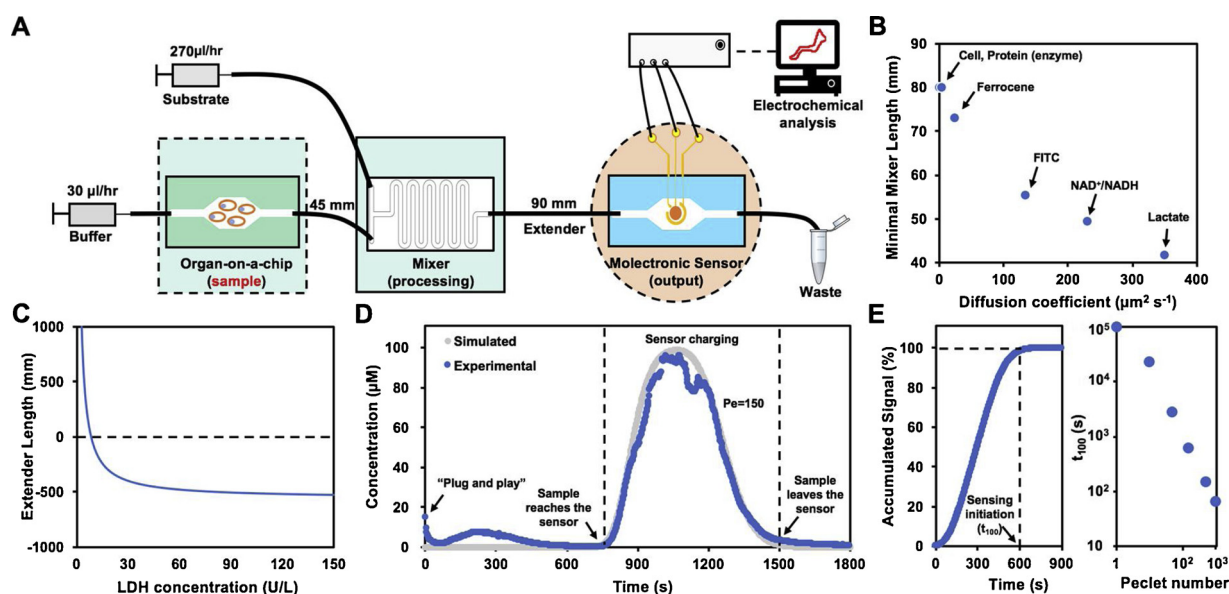 A
270µl/hr
Substrate
30 µl/hr
Buffer
Organ-on-a-chip
(sample)
45 mm
Mixer
(processing)
90 mm
Extender
Molectronic Sensor
(output)
Electrochemical
analysis
Waste
B
Minimal Mixer Length (mm)
90
80
70
60
50
40
Cell, Protein (enzyme)
Ferrocene
FITC
NAD⁺/NADH
Lactate
0 100 200 300 400
Diffusion coefficient (µm² s⁻¹)
C
Extender Length (mm)
1000
500
0
-500
-1000
0 30 60 90 120 150
LDH concentration (U/L)
D
Concentration (µM)
120
100
80
60
40
20
0
Simulated
Experimental
Sensor charging
Pe=150
"Plug and play"
Sample
reaches the
sensor
Sample
leaves the
sensor
0 300 600 900 1200 1500 1800
Time (s)
E
Accumulated Signal (%)
120
100
80
60
40
20
0
Sensing
initiation
(t₁₀₀)
0 300 600 900
Time (s)
t₁₀₀ (s)
10⁵
10⁴
10³
10²
10
1 10² 10³
Peclet number